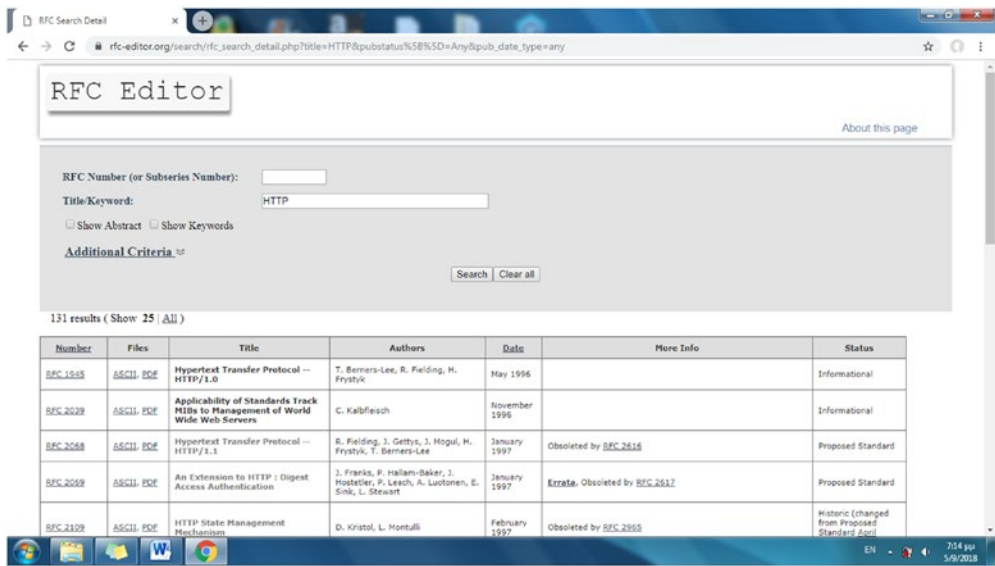 RFC Search Detail
rfc-editor.org/search/rfc_search_detail.php?title=HTTP&pubstatus%5B%5D=Any&pub_date_type=any
RFC Editor
About this page
RFC Number (or Subseries Number):
Title/Keyword: HTTP
Show Abstract Show Keywords
Additional Criteria
Search Clear all
131 results ( Show 25 | All )
Number Files Title Authors Date More Info Status
RFC 1945 ASCII, PDF Hypertext Transfer Protocol -- HTTP/1.0 T. Berners-Lee, R. Fielding, H. Frystyk May 1996 Informational
RFC 2039 ASCII, PDF Applicability of Standards Track MIBs to Management of World Wide Web Servers C. Kalbfleisch November 1996 Informational
RFC 2068 ASCII, PDF Hypertext Transfer Protocol -- HTTP/1.1 R. Fielding, J. Gettys, J. Mogul, H. Frystyk, T. Berners-Lee January 1997 Obsoleted by RFC 2616 Proposed Standard
RFC 2069 ASCII, PDF An Extension to HTTP : Digest Access Authentication J. Franks, P. Hallam-Baker, J. Hostetler, P. Leach, A. Luotonen, E. Sink, L. Stewart January 1997 Errata, Obsoleted by RFC 2617 Proposed Standard
RFC 2109 ASCII, PDF HTTP State Management Mechanism D. Kristol, L. Montulli February 1997 Obsoleted by RFC 2965 Historic (changed from Proposed Standard April
EN 7:14 μμ
5/9/2018